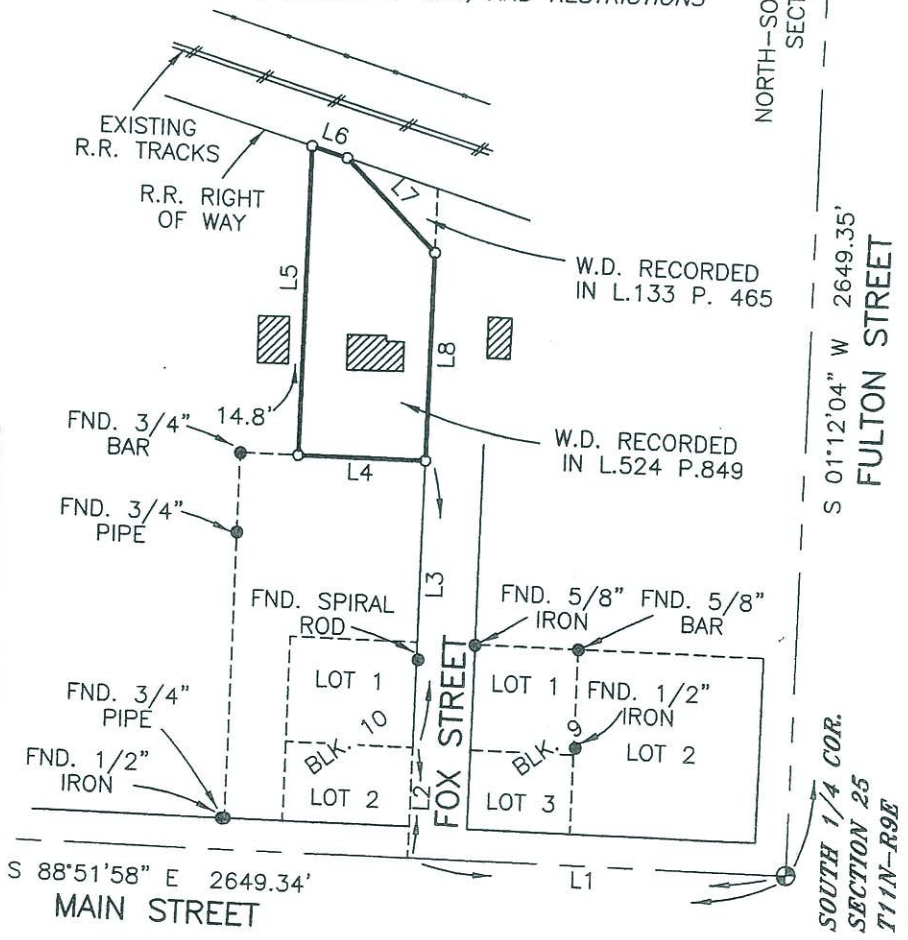 AND RESTRICTIONS
NORTH-SO
SECT
EXISTING
R.R. TRACKS
L6
R.R. RIGHT
OF WAY
L7
W.D. RECORDED
IN L.133 P. 465
L5
L8
S 01°12'04" W 2649.35'
FULTON STREET
FND. 3/4"
BAR
14.8'
L4
W.D. RECORDED
IN L.524 P.849
FND. 3/4"
PIPE
L3
FND. SPIRAL
ROD
FND. 5/8"
IRON
FND. 5/8"
BAR
LOT 1
BLK. 10
LOT 2
L2
FOX STREET
LOT 1
FND. 1/2"
IRON
BLK. 9
LOT 2
LOT 3
FND. 3/4"
PIPE
FND. 1/2"
IRON
S 88°51'58" E 2649.34'
MAIN STREET
L1
SOUTH 1/4 COR.
SECTION 25
T11N-R9E